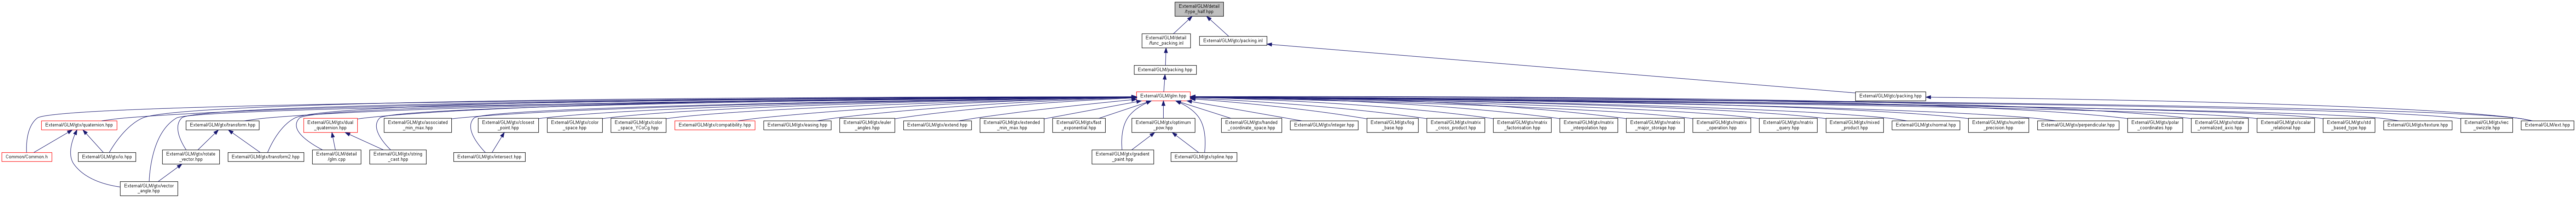 External/GLM/detail
/type_half.hpp
External/GLM/detail
/func_packing.inl
External/GLM/gtc/packing.inl
External/GLM/packing.hpp
External/GLM/glm.hpp
External/GLM/gtc/packing.hpp
External/GLM/gtx/quaternion.hpp
External/GLM/gtx/transform.hpp
External/GLM/gtx/dual
_quaternion.hpp
External/GLM/gtx/associated
_min_max.hpp
External/GLM/gtx/closest
_point.hpp
External/GLM/gtx/color
_space.hpp
External/GLM/gtx/color
_space_YCoCg.hpp
External/GLM/gtx/compatibility.hpp
External/GLM/gtx/easing.hpp
External/GLM/gtx/euler
_angles.hpp
External/GLM/gtx/extend.hpp
External/GLM/gtx/extended
_min_max.hpp
External/GLM/gtx/fast
_exponential.hpp
External/GLM/gtx/optimum
_pow.hpp
External/GLM/gtx/handed
_coordinate_space.hpp
External/GLM/gtx/integer.hpp
External/GLM/gtx/log
_base.hpp
External/GLM/gtx/matrix
_cross_product.hpp
External/GLM/gtx/matrix
_factorisation.hpp
External/GLM/gtx/matrix
_interpolation.hpp
External/GLM/gtx/matrix
_major_storage.hpp
External/GLM/gtx/matrix
_operation.hpp
External/GLM/gtx/matrix
_query.hpp
External/GLM/gtx/mixed
_product.hpp
External/GLM/gtx/normal.hpp
External/GLM/gtx/number
_precision.hpp
External/GLM/gtx/perpendicular.hpp
External/GLM/gtx/polar
_coordinates.hpp
External/GLM/gtx/rotate
_normalized_axis.hpp
External/GLM/gtx/scalar
_relational.hpp
External/GLM/gtx/std
_based_type.hpp
External/GLM/gtx/texture.hpp
External/GLM/gtx/vec
_swizzle.hpp
External/GLM/ext.hpp
Common/Common.h
External/GLM/gtx/io.hpp
External/GLM/gtx/rotate
_vector.hpp
External/GLM/gtx/transform2.hpp
External/GLM/detail
/glm.cpp
External/GLM/gtx/string
_cast.hpp
External/GLM/gtx/intersect.hpp
External/GLM/gtx/gradient
_paint.hpp
External/GLM/gtx/spline.hpp
External/GLM/gtx/vector
_angle.hpp